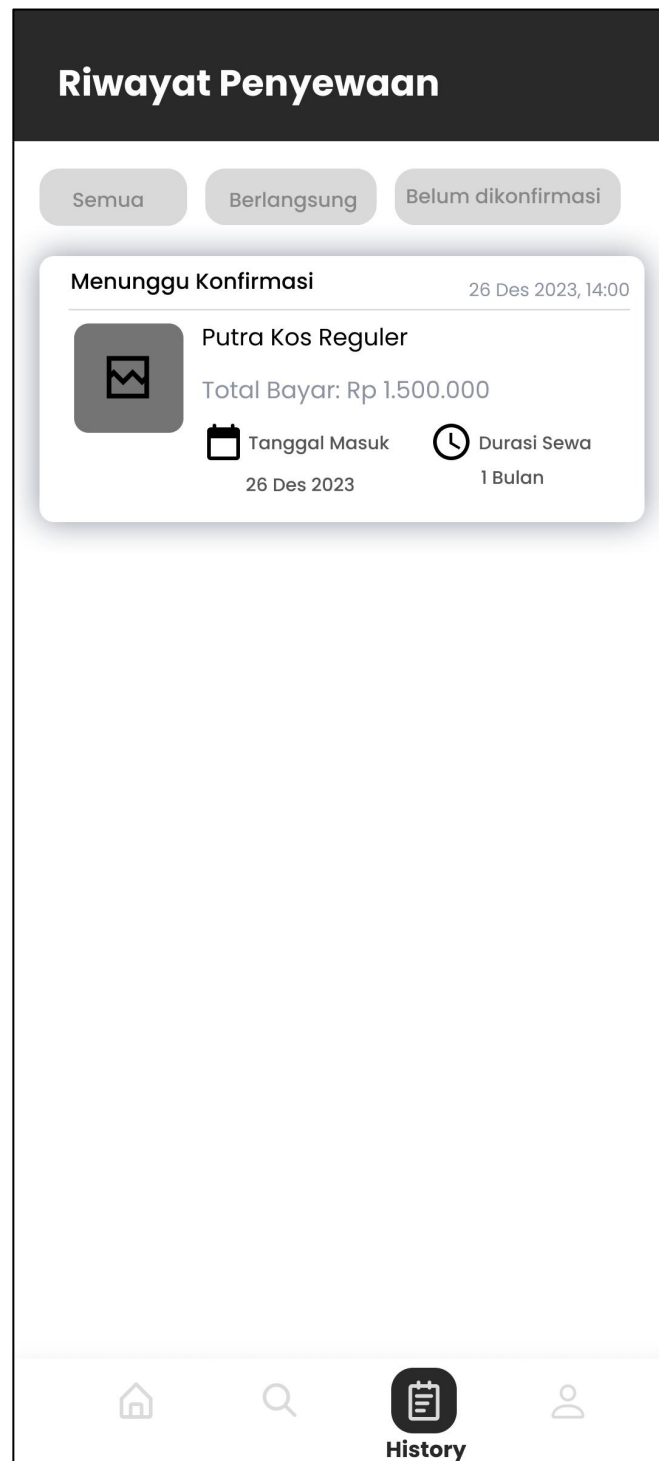 Riwayat Penyewaan
Semua
Berlangsung
Belum dikonfirmasi
Menunggu Konfirmasi
26 Des 2023, 14:00
Putra Kos Reguler
Total Bayar: Rp 1.500.000
Tanggal Masuk
26 Des 2023
Durasi Sewa
1 Bulan
History